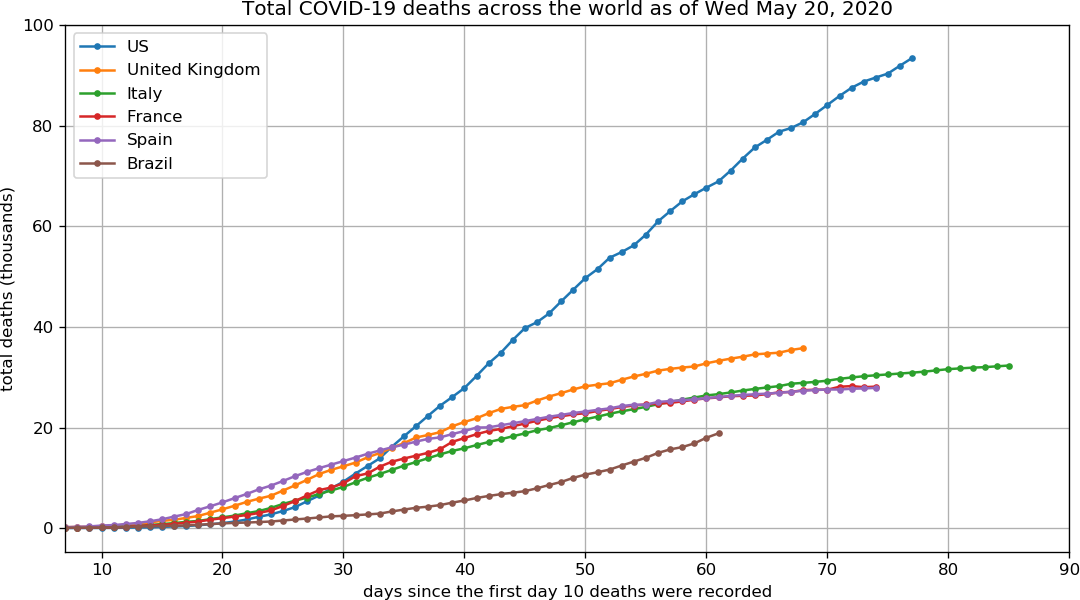 Total COVID-19 deaths across the world as of Wed May 20, 2020
100
80
60
40
20
0
total deaths (thousands)
US
United Kingdom
Italy
France
Spain
Brazil
10 20 30 40 50 60 70 80 90
days since the first day 10 deaths were recorded